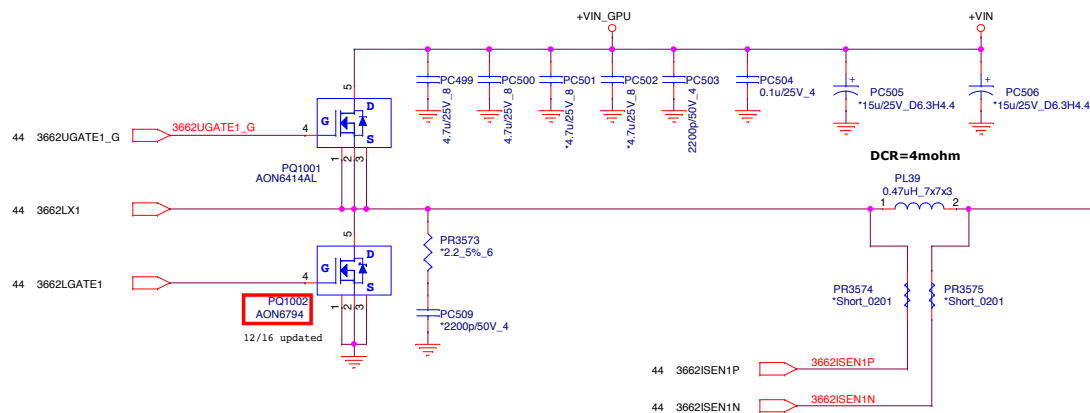 +VIN_GPU
+VIN
5
PC499
4.7u/25V_8
PC500
4.7u/25V_8
PC501
*4.7u/25V_8
PC502
*4.7u/25V_8
PC503
2200p/50V_4
PC504
0.1u/25V_4
+
PC505
*15u/25V_D6.3H4.4
+
PC506
*15u/25V_D6.3H4.4
D
G
S
44 3662UGATE1_G
3662UGATE1_G
4
1
2
3
PQ1001
AON6414AL
DCR=4mohm
PL39
0.47uH_7x7x3
1
2
44 3662LX1
5
D
G
S
PR3573
*2.2_5%_6
44 3662LGATE1
4
PR3574
*Short_0201
PR3575
*Short_0201
PQ1002
AON6794
1
2
3
PC509
*2200p/50V_4
12/16 updated
44 3662ISEN1P
3662ISEN1P
44 3662ISEN1N
3662ISEN1N